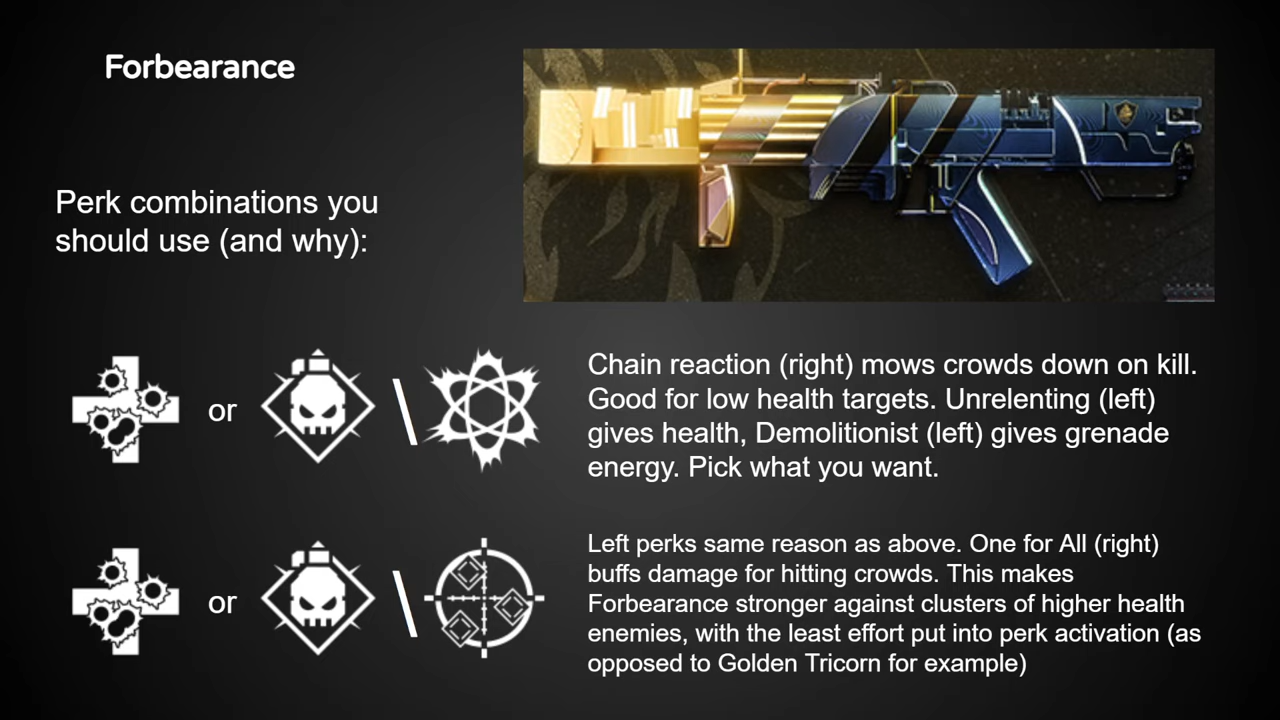 Forbearance
Perk combinations you
should use (and why):
or
Chain reaction (right) mows crowds down on kill.
Good for low health targets. Unrelenting (left)
gives health, Demolitionist (left) gives grenade
energy. Pick what you want.
or
Left perks same reason as above. One for All (right)
buffs damage for hitting crowds. This makes
Forbearance stronger against clusters of higher health
enemies, with the least effort put into perk activation (as
opposed to Golden Tricorn for example)